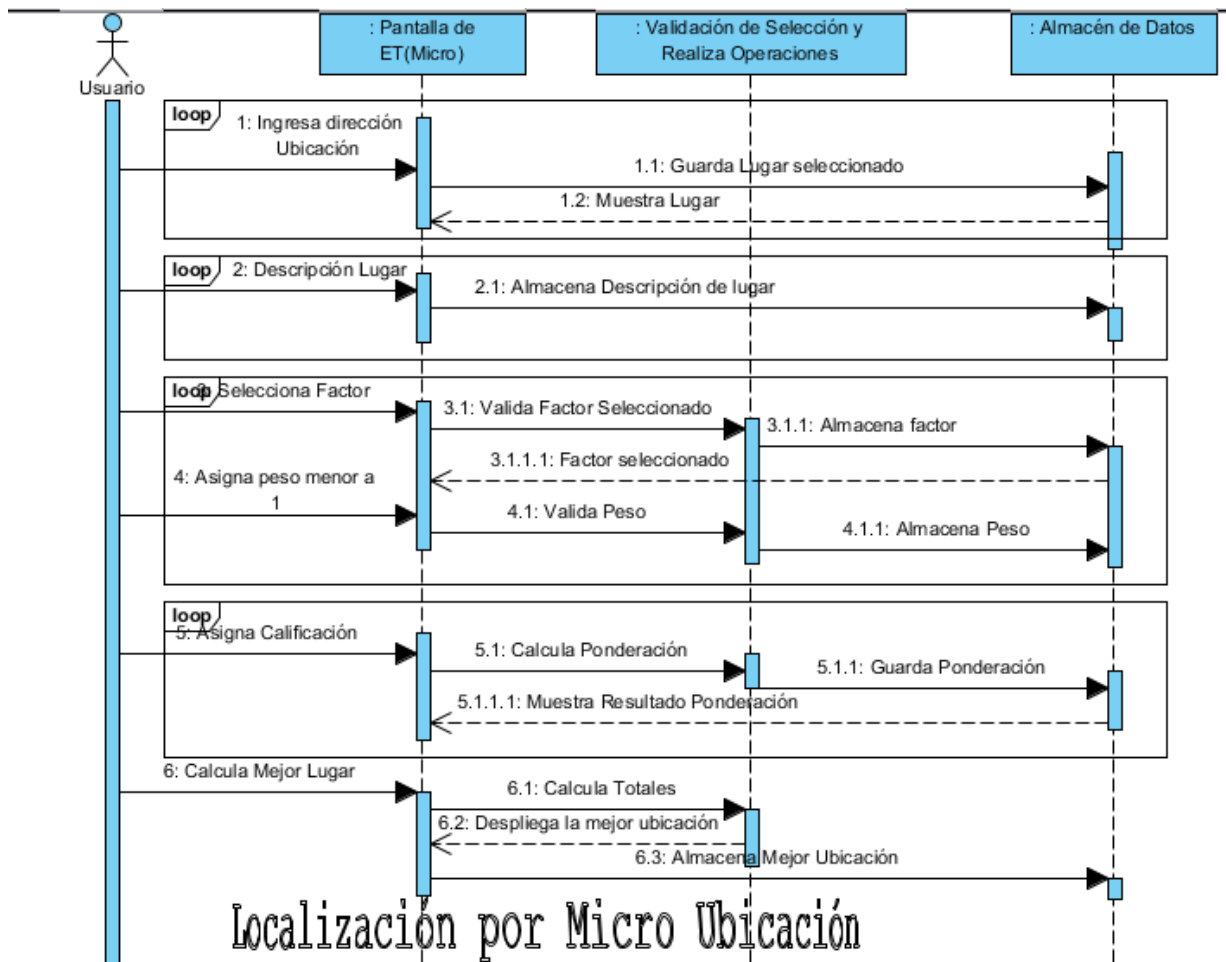 : Pantalla de
ET(Micro)
: Validación de Selección y
Realiza Operaciones
: Almacén de Datos
Usuario
loop
1: Ingresa dirección
Ubicación
1.1: Guarda Lugar seleccionado
1.2: Muestra Lugar
loop
2: Descripción Lugar
2.1: Almacena Descripción de lugar
loop
3: Selecciona Factor
3.1: Valida Factor Seleccionado
3.1.1: Almacena factor
3.1.1.1: Factor seleccionado
4: Asigna peso menor a
1
4.1: Valida Peso
4.1.1: Almacena Peso
loop
5: Asigna Calificación
5.1: Calcula Ponderación
5.1.1: Guarda Ponderación
5.1.1.1: Muestra Resultado Ponderación
6: Calcula Mejor Lugar
6.1: Calcula Totales
6.2: Despliega la mejor ubicación
6.3: Almacena Mejor Ubicación
Localización por Micro Ubicación